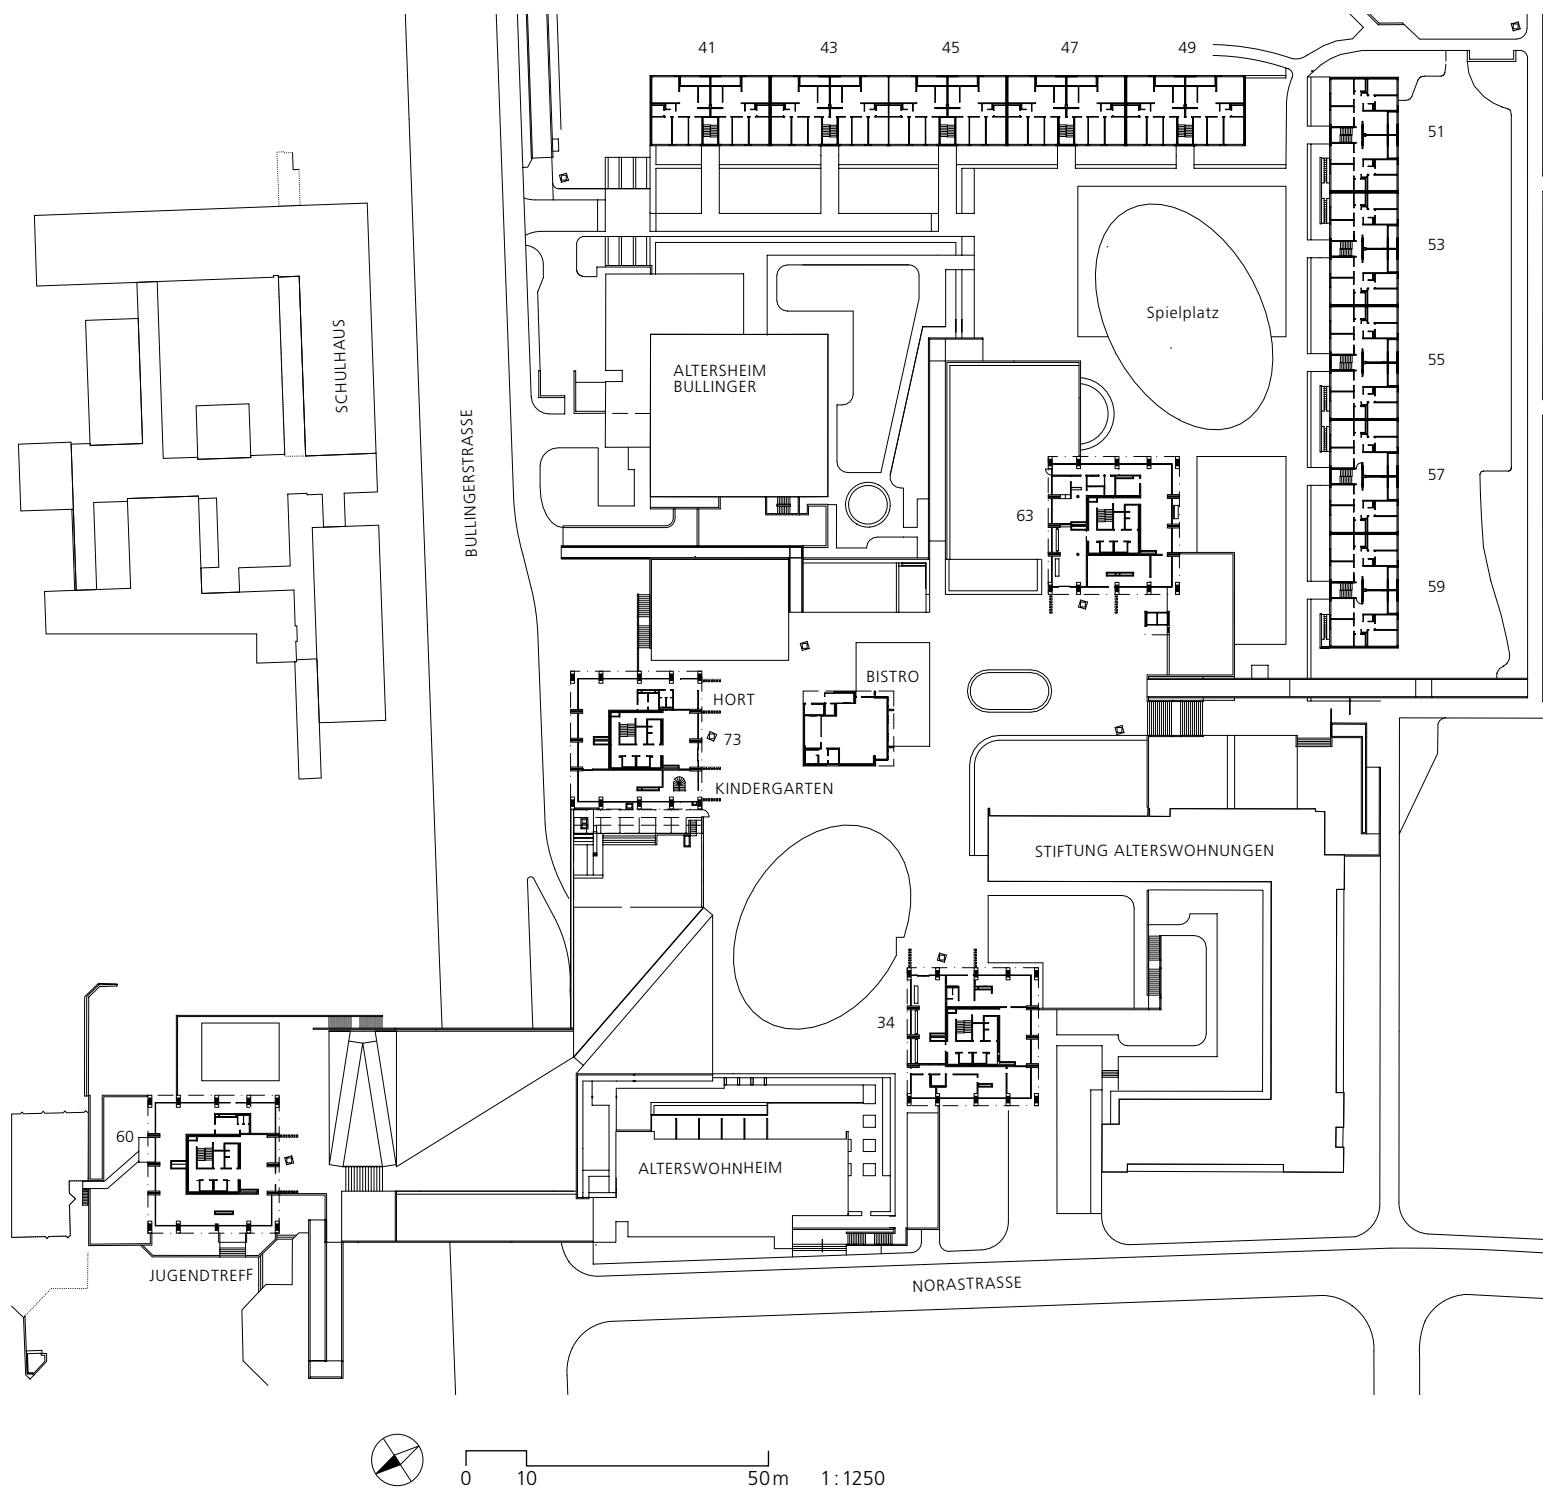 41
43
45
47
49
51
53
Spielplatz
SCHULHAUS
ALTERSHEIM
BULLINGER
55
BULLINGERSTRASSE
57
63
59
BISTRO
HORT
73
KINDERGARTEN
STIFTUNG ALTERSWOHNUNGEN
34
60
ALTERSWOHNHEIM
JUGENDTREFF
NORASTRASSE
0 10 50 m 1:1250